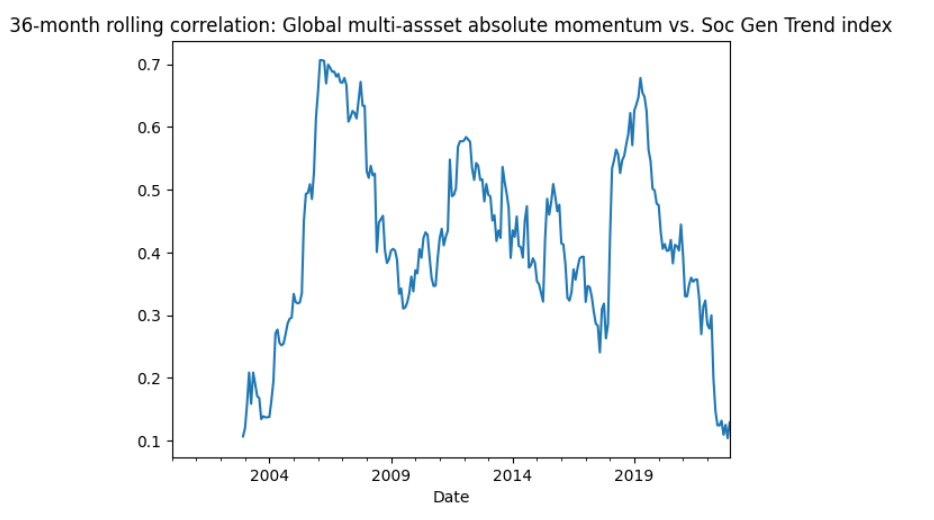 36-month rolling correlation: Global multi-assset absolute momentum vs. Soc Gen Trend index
0.7
0.6
0.5
0.4
0.3
0.2
0.1
2004 2009 2014 2019
Date